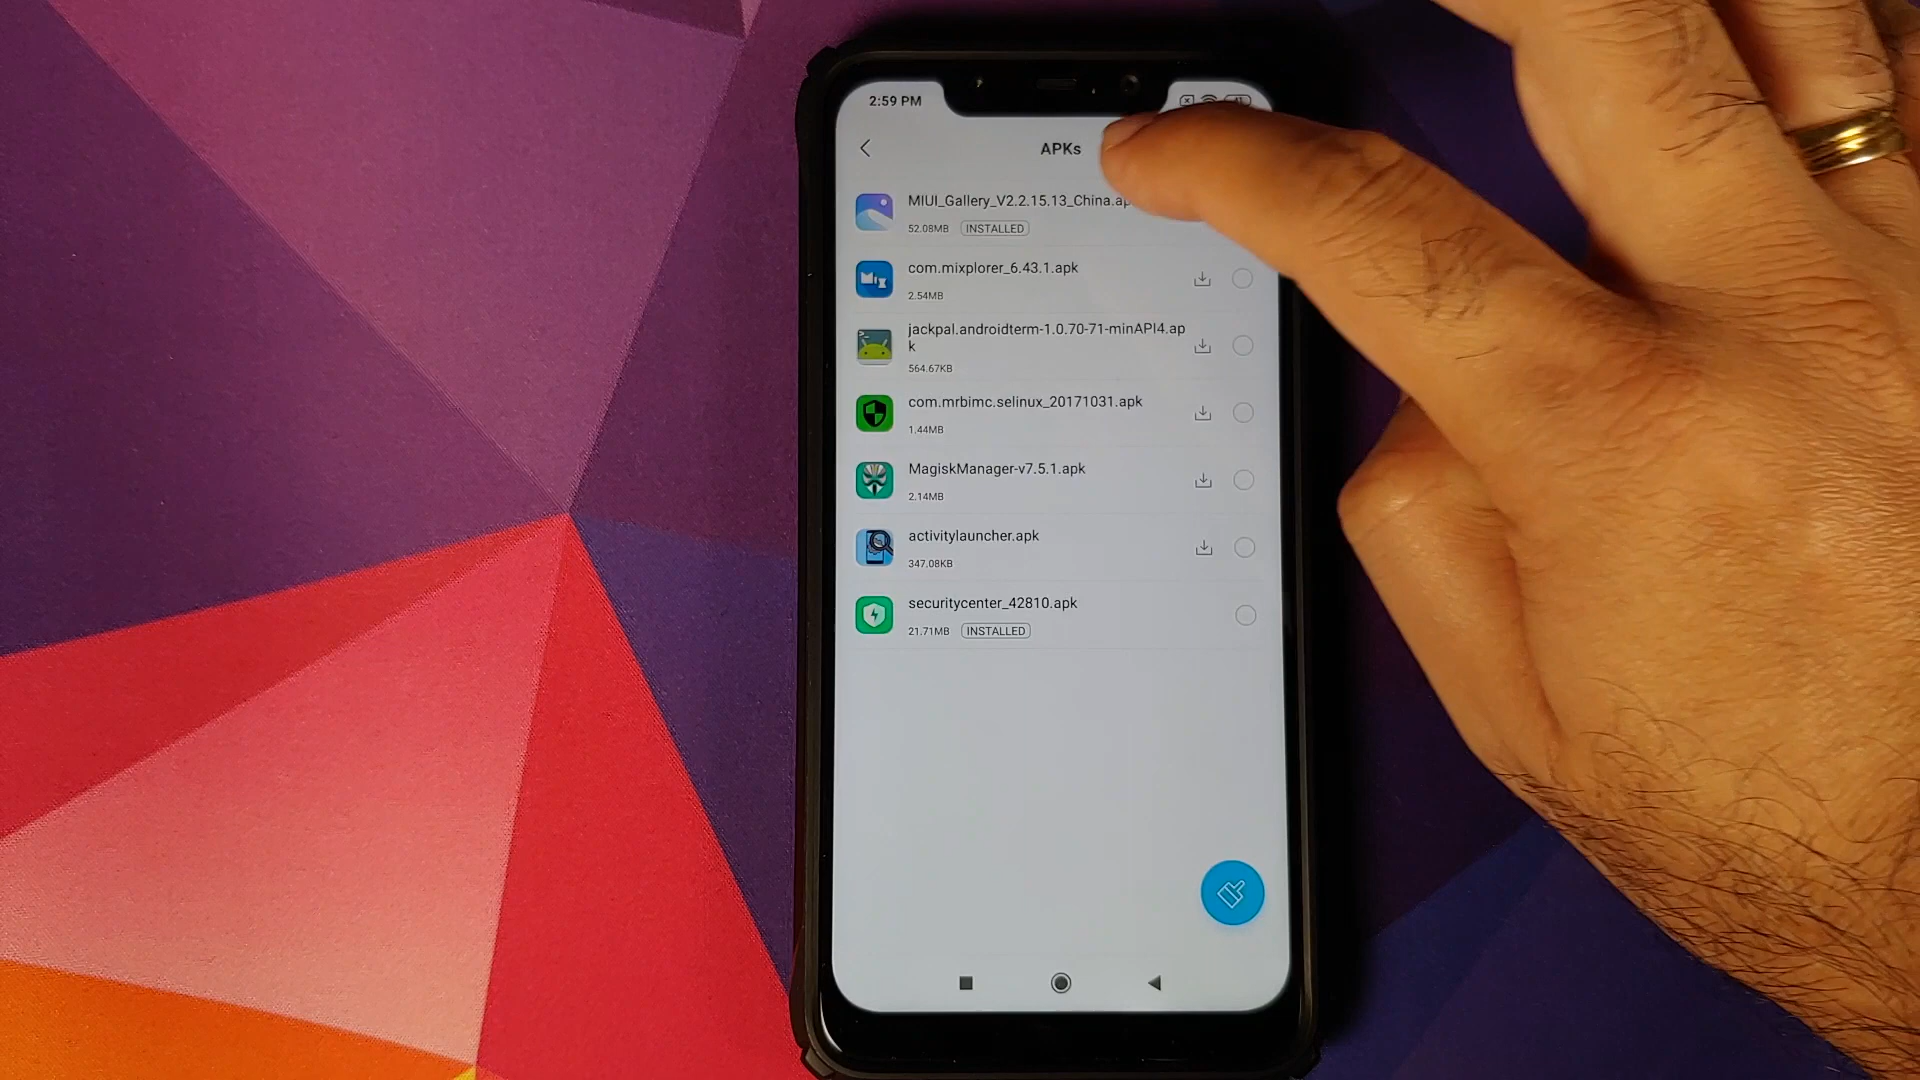 2:59 PM
APKs
MIUI_Gallery_V2.2.15.13_China.ap
52.08MB INSTALLED
com.mixplorer_6.43.1.apk
2.54MB
jackpal.androidterm-1.0.70-71-minAPI4.ap
k
564.67KB
com.mrbimc.selinux_20171031.apk
1.44MB
MagiskManager-v7.5.1.apk
2.14MB
activitylauncher.apk
347.08KB
securitycenter_42810.apk
21.71MB INSTALLED